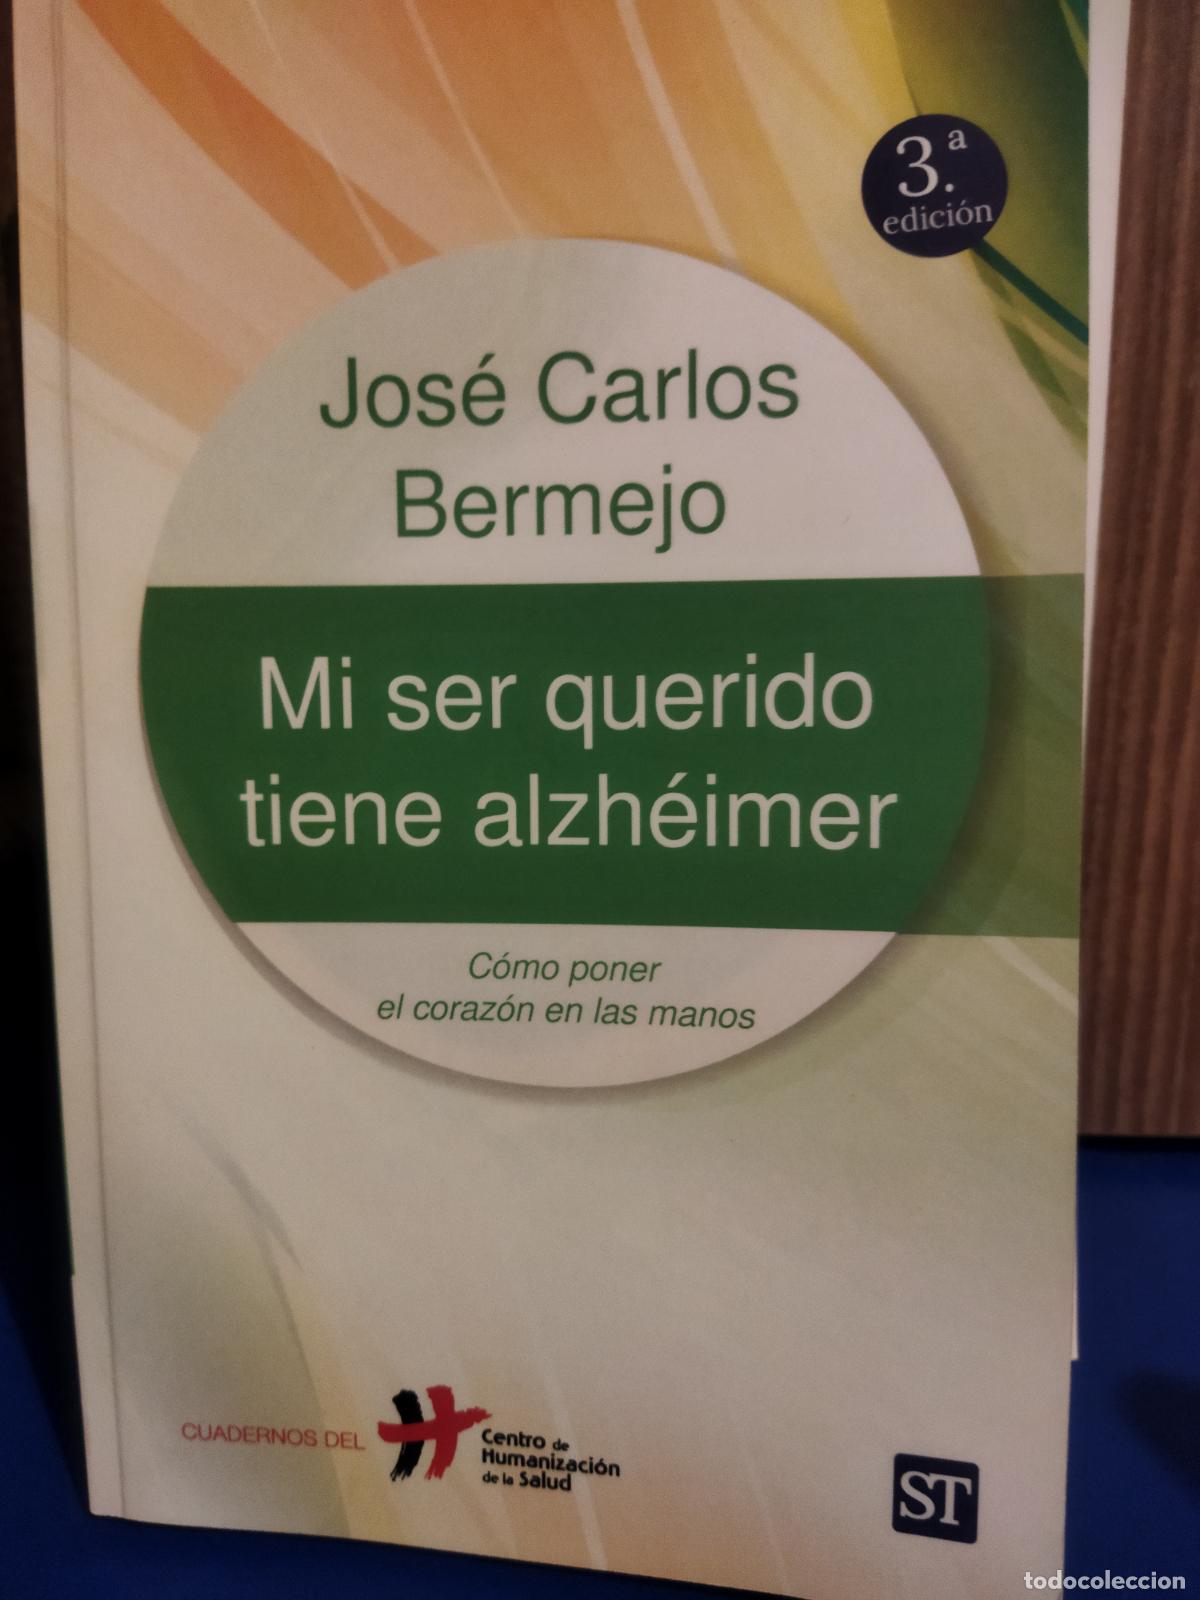 3.ª
edición
José Carlos
Bermejo
Mi ser querido
tiene alzhéimer
Cómo poner
el corazón en las manos
CUADERNOS DEL
Centro de
Humanización
de la Salud
ST
todocoleccion